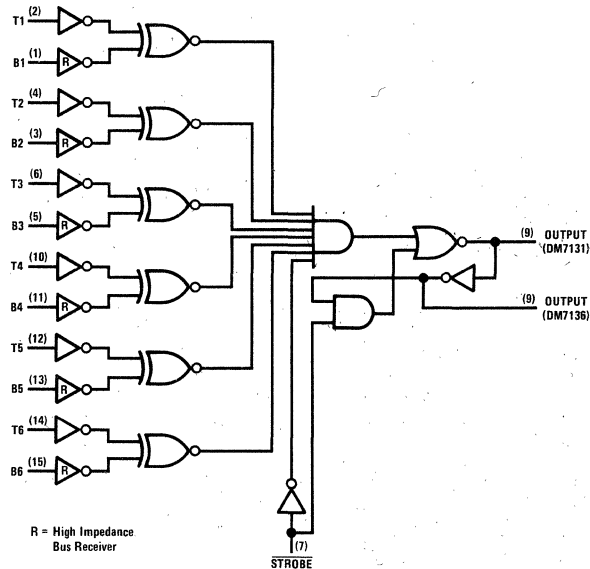 (2)
T1
(1)
B1 R
(4)
T2
(3)
B2 R
(6)
T3
(5)
B3 R
(10)
T4
(11)
B4 R
(12)
T5
(13)
B5 R
(14)
T6
(15)
B6 R
(9) OUTPUT
(DM7131)
(9) OUTPUT
(DM7136)
R = High Impedance
Bus Receiver
(7)
STROBE